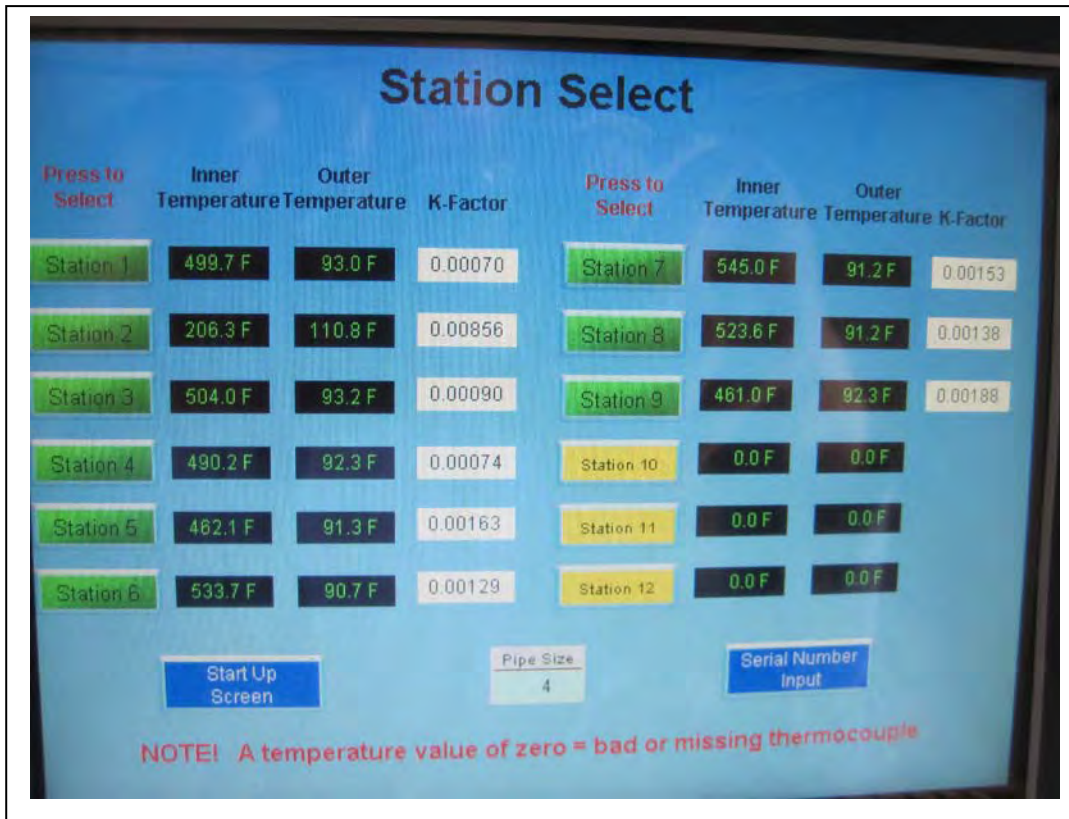 Station Select
Press to Select Inner Temperature Outer Temperature K-Factor Press to Select Inner Temperature Outer Temperature K-Factor
Station 1 499.7 F 93.0 F 0.00070 Station 7 545.0 F 91.2 F 0.00153
Station 2 206.3 F 110.8 F 0.00856 Station 8 523.6 F 91.2 F 0.00138
Station 3 504.0 F 93.2 F 0.00090 Station 9 461.0 F 92.3 F 0.00188
Station 4 490.2 F 92.3 F 0.00074 Station 10 0.0 F 0.0 F
Station 5 462.1 F 91.3 F 0.00163 Station 11 0.0 F 0.0 F
Station 6 533.7 F 90.7 F 0.00129 Station 12 0.0 F 0.0 F
Start Up Screen Pipe Size 4 Serial Number Input
NOTE! A temperature value of zero = bad or missing thermocouple